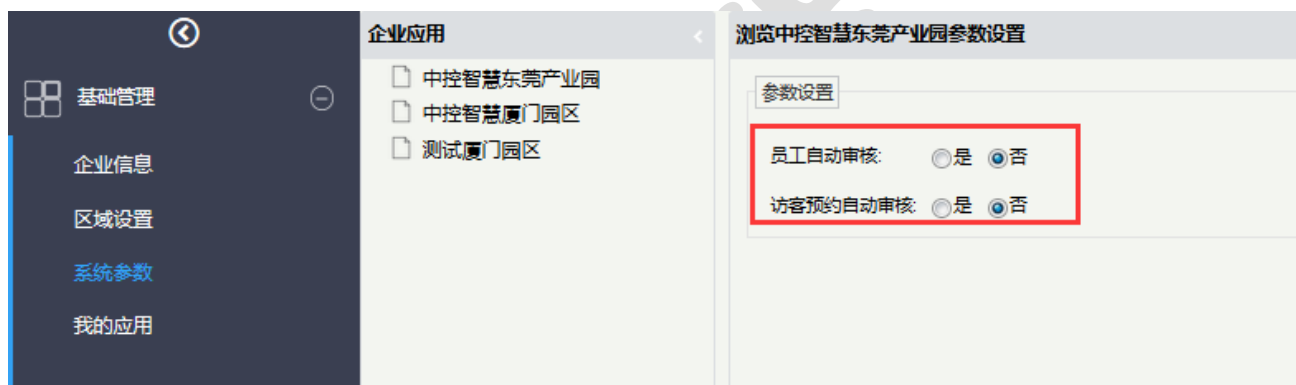 企业应用
浏览中控智慧东莞产业园参数设置
基础管理
企业信息
区域设置
系统参数
我的应用
中控智慧东莞产业园
中控智慧厦门园区
测试厦门园区
参数设置
员工自动审核: 是 否
访客预约自动审核: 是 否